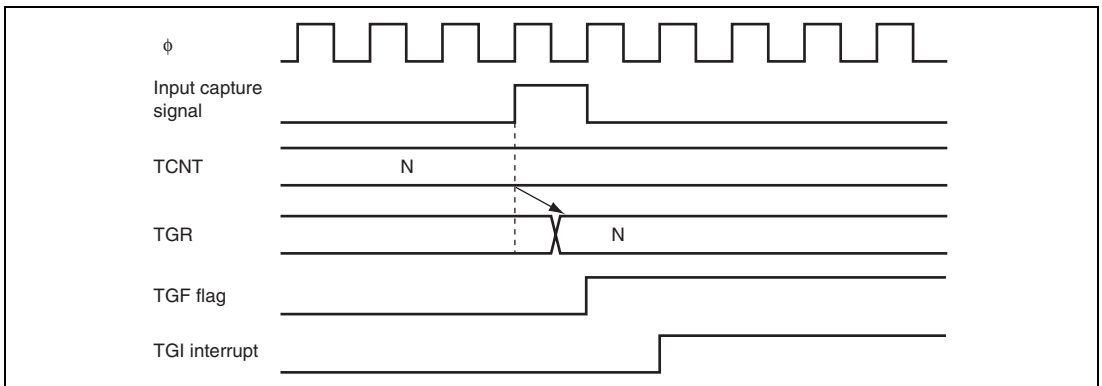 ϕ
Input capture
signal
TCNT
N
TGR
N
TGF flag
TGI interrupt